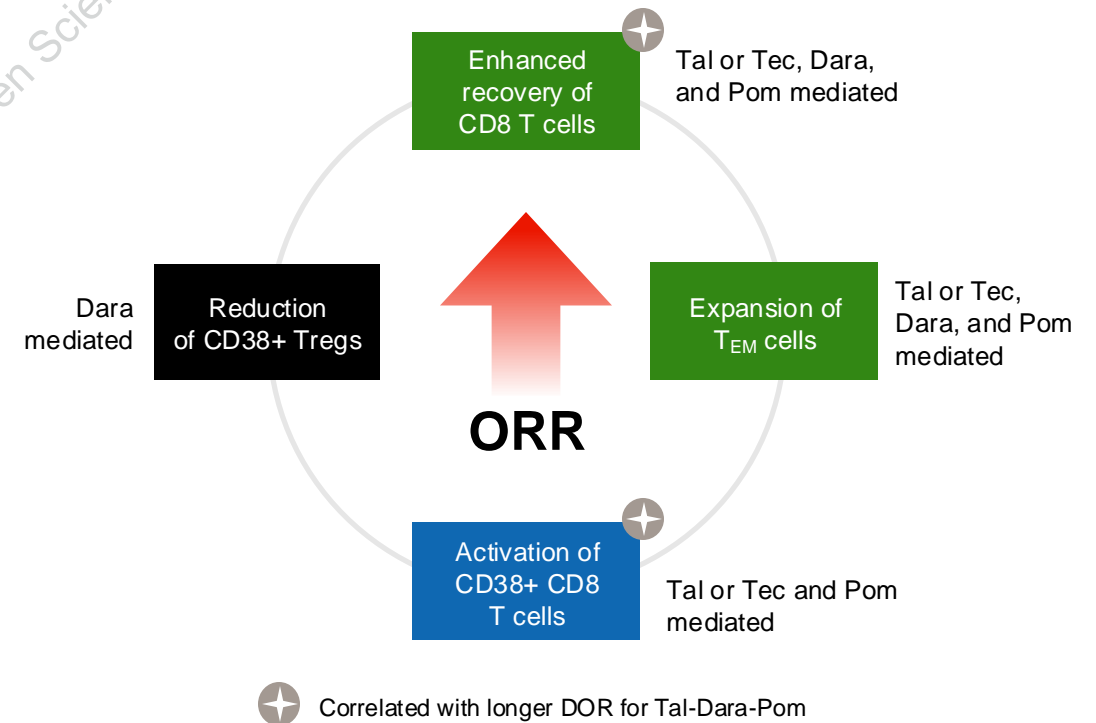 en Scien
Enhanced
recovery of
CD8 T cells
Tal or Tec, Dara,
and Pom mediated
Dara
mediated
Reduction
of CD38+ Tregs
Expansion of
TEM cells
Tal or Tec,
Dara, and Pom
mediated
ORR
Activation of
CD38+ CD8
T cells
Tal or Tec and Pom
mediated
Correlated with longer DOR for Tal-Dara-Pom